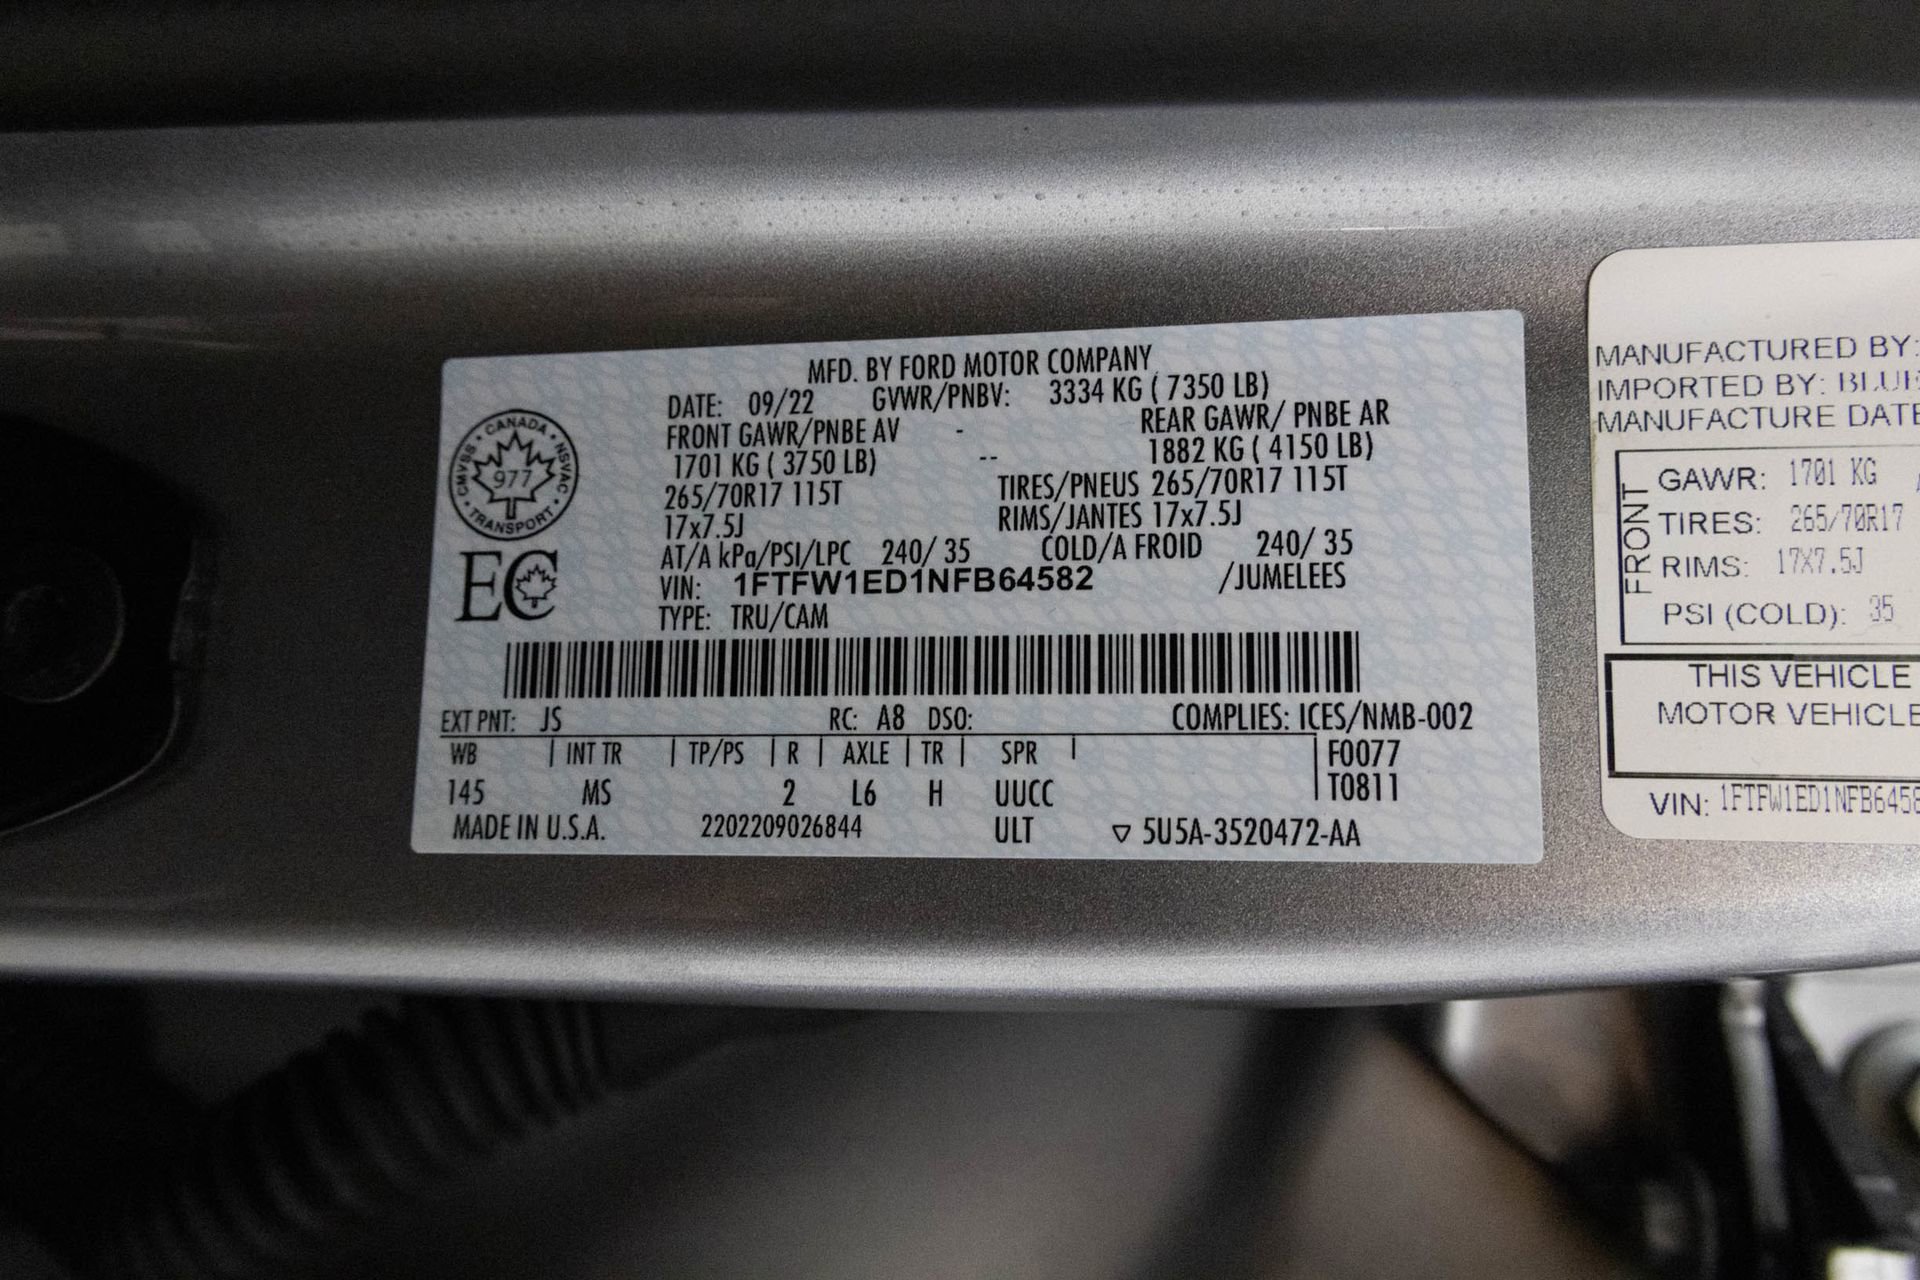 MFD. BY FORD MOTOR COMPANY
DATE: 09/22 GVWR/PNBV: 3334 KG ( 7350 LB)
FRONT GAWR/PNBE AV - REAR GAWR/ PNBE AR
1701 KG ( 3750 LB) -- 1882 KG ( 4150 LB)
265/70R17 115T TIRES/PNEUS 265/70R17 115T
17x7.5J RIMS/JANTES 17x7.5J
AT/A kPa/PSI/LPC 240/ 35 COLD/A FROID 240/ 35
VIN: 1FTFW1ED1NFB64582 /JUMELEES
TYPE: TRU/CAM
CANADA
CMVSS 977 NSVAC
TRANSPORT
EC
EXT PNT: JS RC: A8 DSO: COMPLIES: ICES/NMB-002
WB | INT TR | TP/PS | R | AXLE | TR | SPR | F0077
145 MS 2 L6 H UUCC T0811
MADE IN U.S.A. 2202209026844 ULT ▽ 5U5A-3520472-AA
MANUFACTURED BY:
IMPORTED BY: BLUE
MANUFACTURE DATE
FRONT
GAWR: 1701 KG
TIRES: 265/70R17
RIMS: 17X7.5J
PSI (COLD): 35
THIS VEHICLE
MOTOR VEHICLE
VIN: 1FTFW1ED1NFB6458